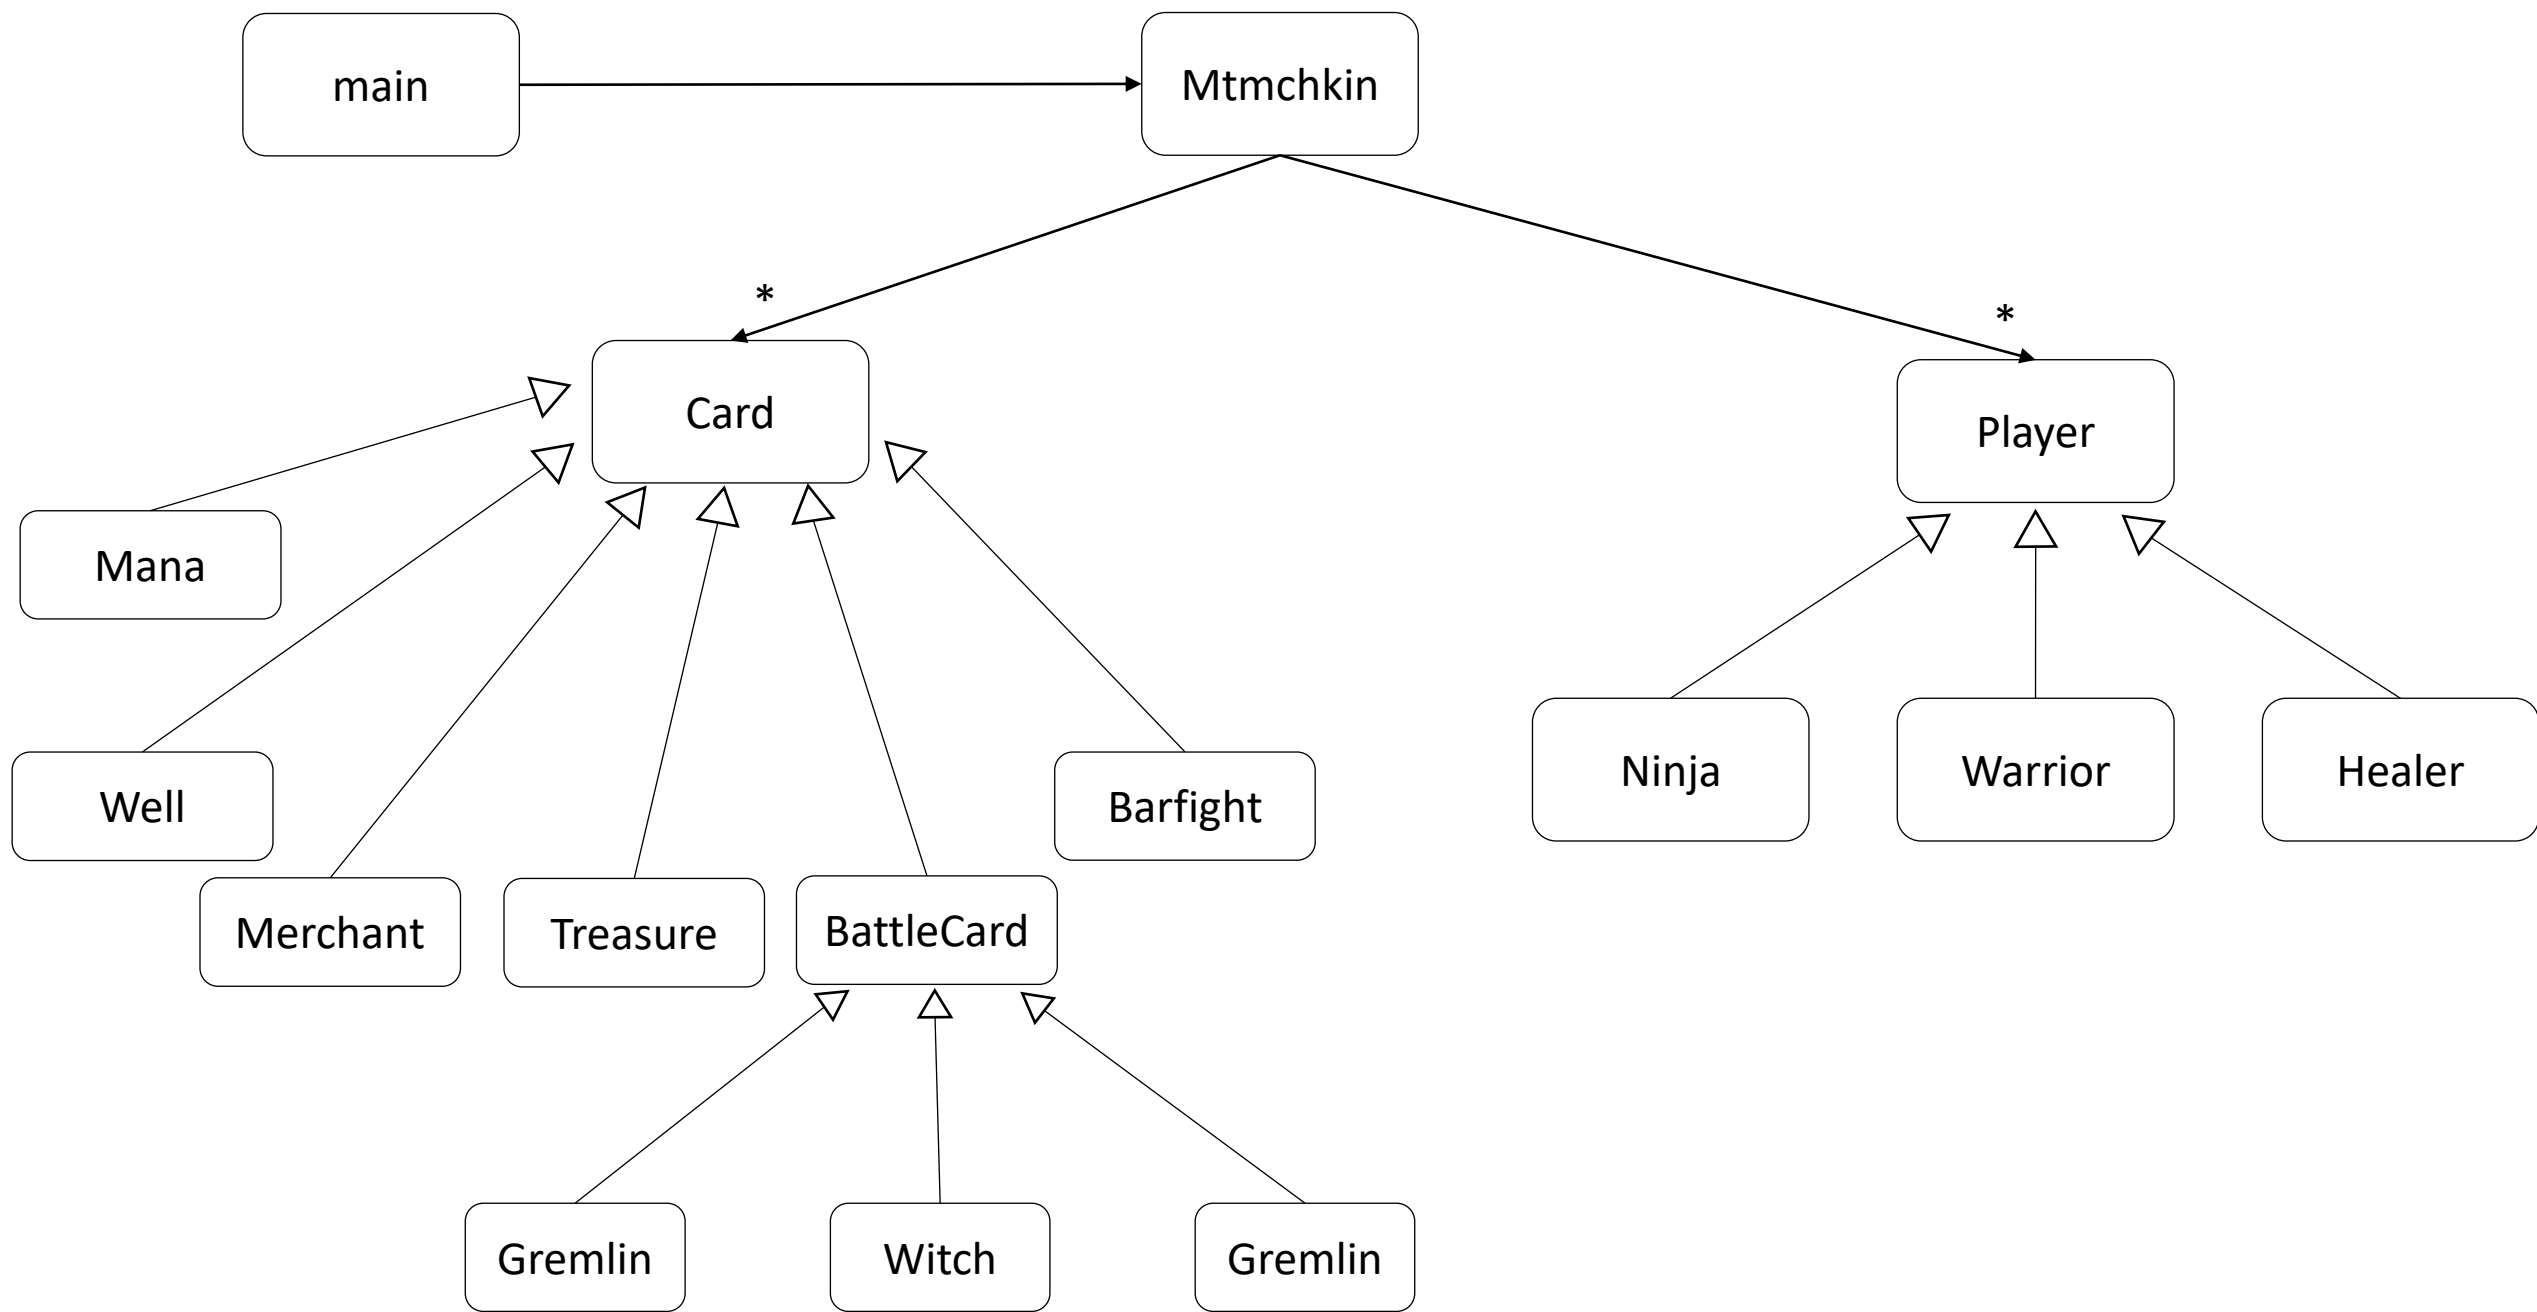 main
Mtmchkin
*
*
Card
Player
Mana
Ninja
Warrior
Healer
Well
Barfight
Merchant
Treasure
BattleCard
Gremlin
Witch
Gremlin